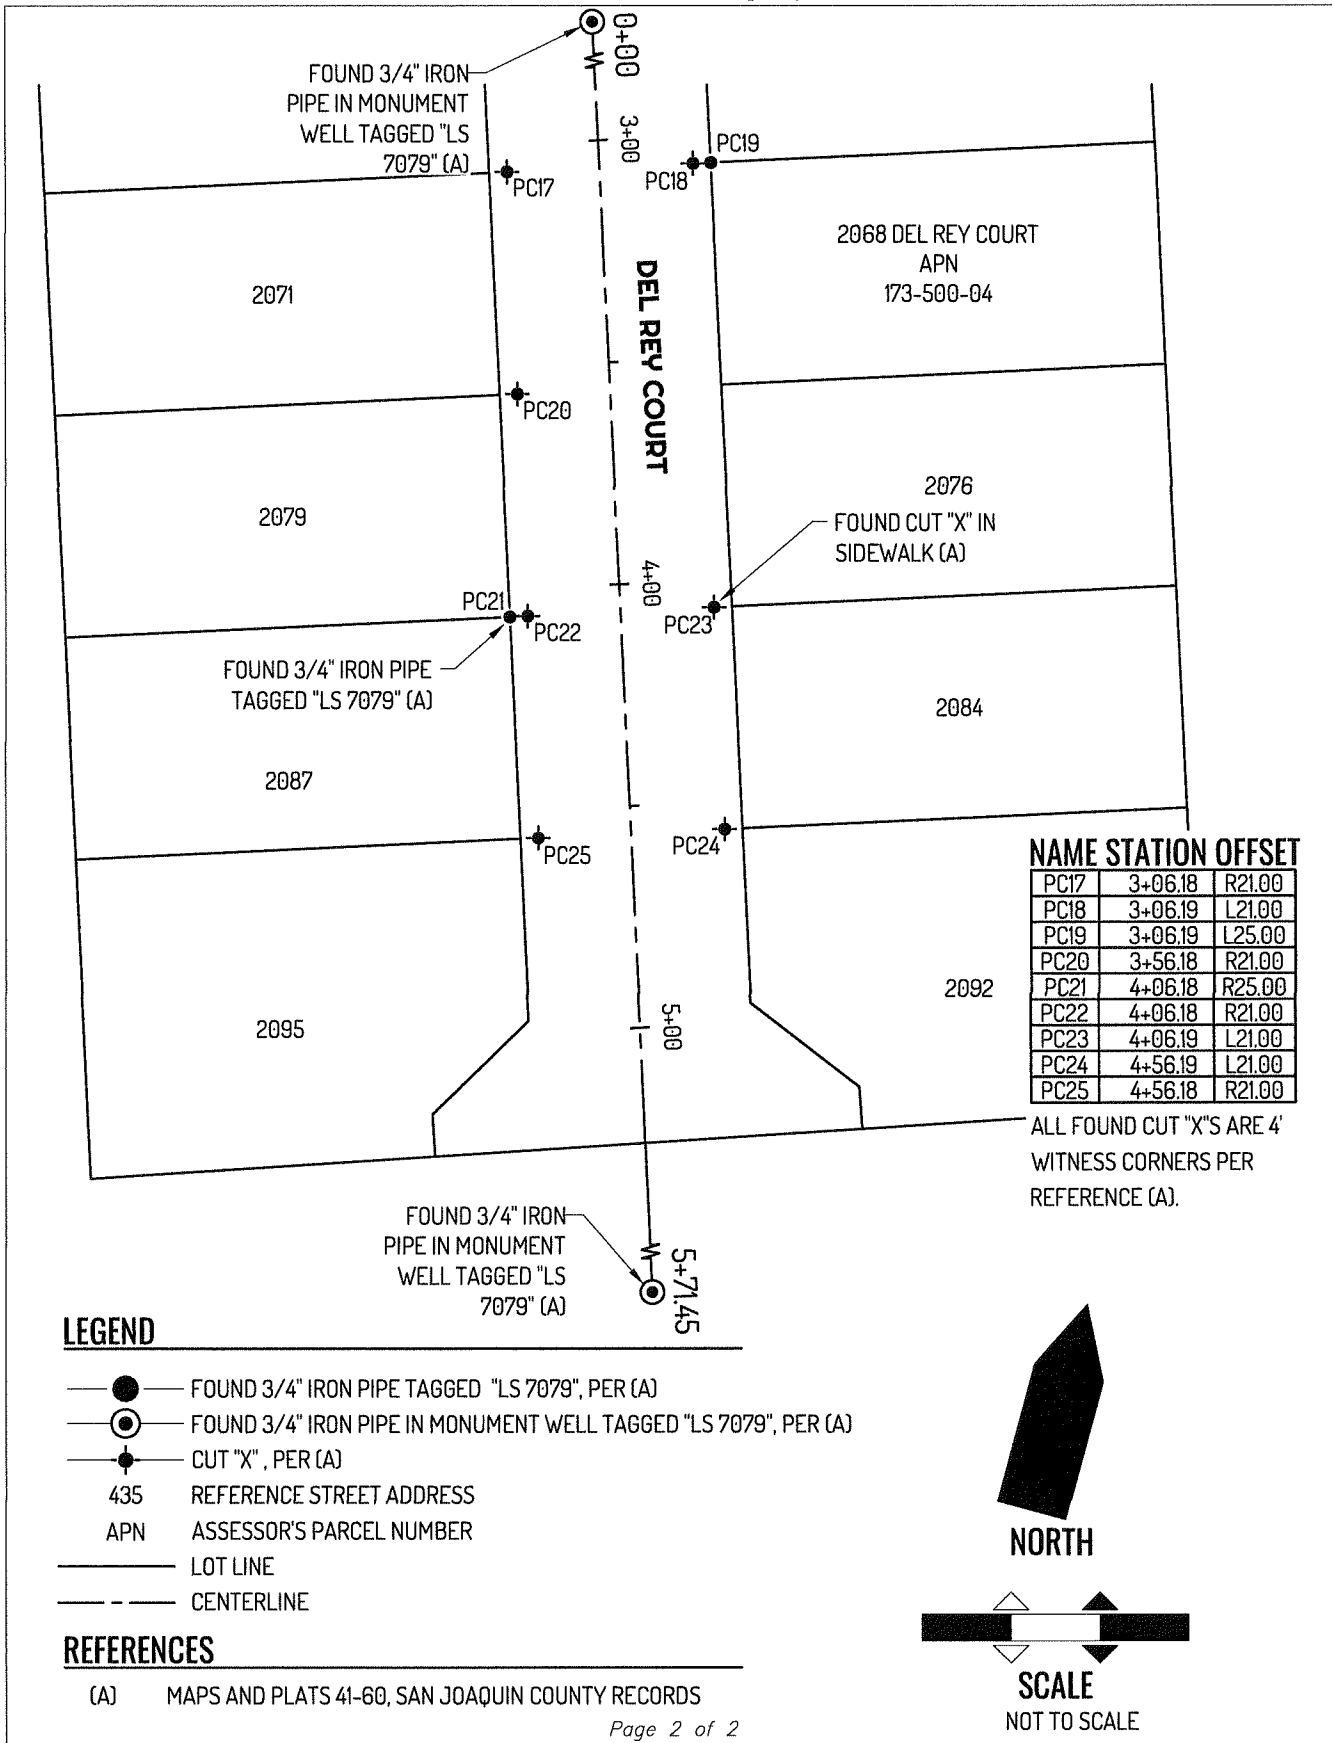 0+00
FOUND 3/4" IRON
PIPE IN MONUMENT
WELL TAGGED "LS
7079" (A)
3+00
PC17
PC18
PC19
2068 DEL REY COURT
APN
173-500-04
2071
DEL REY COURT
PC20
2079
2076
FOUND CUT "X" IN
SIDEWALK (A)
4+00
PC21
PC22
PC23
FOUND 3/4" IRON PIPE
TAGGED "LS 7079" (A)
2084
2087
PC25
PC24
NAME STATION OFFSET
PC17 3+06.18 R21.00
PC18 3+06.19 L21.00
PC19 3+06.19 L25.00
PC20 3+56.18 R21.00
PC21 4+06.18 R25.00
PC22 4+06.18 R21.00
PC23 4+06.19 L21.00
PC24 4+56.19 L21.00
PC25 4+56.18 R21.00
2092
2095
5+00
ALL FOUND CUT "X"S ARE 4'
WITNESS CORNERS PER
REFERENCE (A).
FOUND 3/4" IRON
PIPE IN MONUMENT
WELL TAGGED "LS
7079" (A)
5+71.45
LEGEND
FOUND 3/4" IRON PIPE TAGGED "LS 7079", PER (A)
FOUND 3/4" IRON PIPE IN MONUMENT WELL TAGGED "LS 7079", PER (A)
CUT "X" , PER (A)
435 REFERENCE STREET ADDRESS
APN ASSESSOR'S PARCEL NUMBER
LOT LINE
CENTERLINE
NORTH
REFERENCES
(A) MAPS AND PLATS 41-60, SAN JOAQUIN COUNTY RECORDS
SCALE
NOT TO SCALE
Page 2 of 2